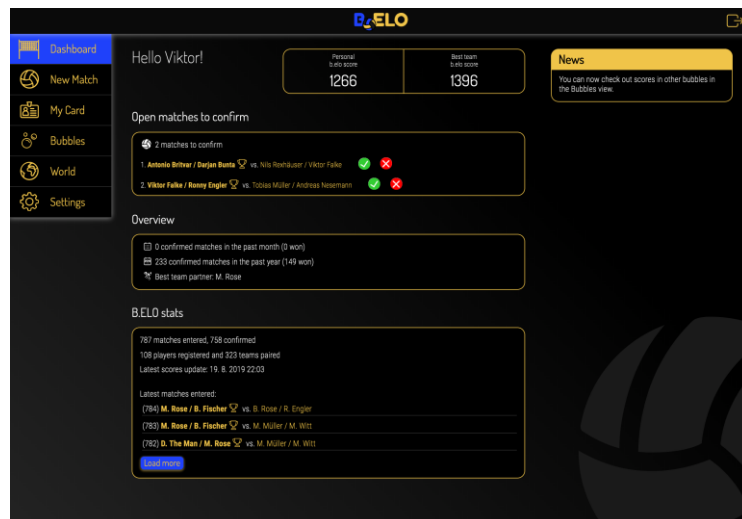 B.ELO
Dashboard
New Match
My Card
Bubbles
World
Settings
Hello Viktor!
Personal
b.elo score
1266
Best team
b.elo score
1396
News
You can now check out scores in other bubbles in
the Bubbles view.
Open matches to confirm
2 matches to confirm
1. Antonio Britvar / Darjan Bunta vs. Nils Rexhäuser / Viktor Falke
2. Viktor Falke / Ronny Engler vs. Tobias Müller / Andreas Nesemann
Overview
0 confirmed matches in the past month (0 won)
233 confirmed matches in the past year (149 won)
Best team partner: M. Rose
B.ELO stats
787 matches entered, 758 confirmed
108 players registered and 323 teams paired
Latest scores update: 19. 8. 2019 22:03
Latest matches entered:
(784) M. Rose / B. Fischer vs. B. Rose / R. Engler
(783) M. Rose / B. Fischer vs. M. Müller / M. Witt
(782) D. The Man / M. Rose vs. M. Müller / M. Witt
Load more